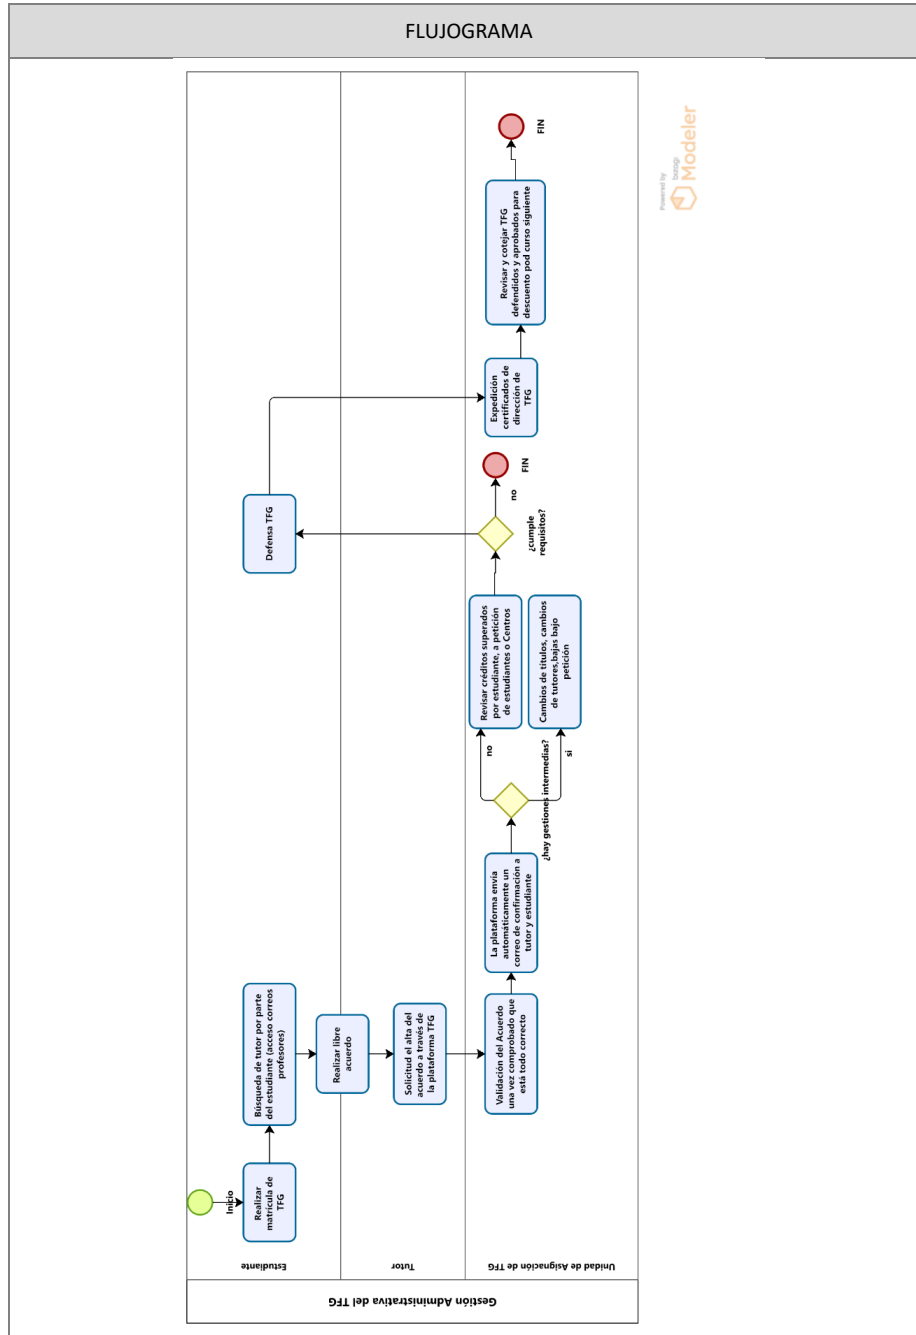 FLUJOGRAMA
Gestión Administrativa del TFG
Estudiante
Tutor
Unidad de Asignación de TFG
Inicio
Realizar
matrícula de
TFG
Búsqueda de tutor por parte
del estudiante (acceso correos
profesores)
Realizar libre
acuerdo
Solicitud el alta del
acuerdo a través de
la plataforma TFG
Validación del Acuerdo
una vez comprobado que
está todo correcto
La plataforma envía
automáticamente un
correo de confirmación a
tutor y estudiante
¿hay gestiones intermedias?
no
si
Revisar créditos superados
por estudiante, a petición
de estudiantes o Centros
Cambios de títulos, cambios
de tutores,bajas bajo
petición
¿cumple
requisitos?
no
FIN
Defensa TFG
Expedición
certificados de
dirección de
TFG
Revisar y cotejar TFG
defendidos y aprobados para
descuento pod curso siguiente
FIN
Powered by
bizagi
Modeler